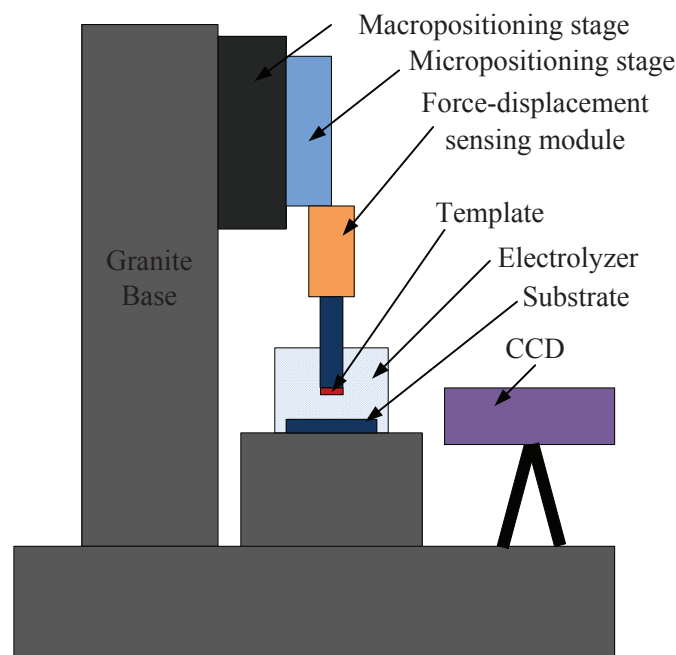 Macropositioning stage
Micropositioning stage
Force-displacement
sensing module
Template
Granite
Base
Electrolyzer
Substrate
CCD